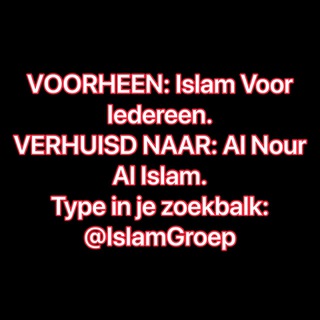 VOORHEEN: Islam Voor
Iedereen.
VERHUISD NAAR: Al Nour
Al Islam.
Type in je zoekbalk:
@IslamGroep